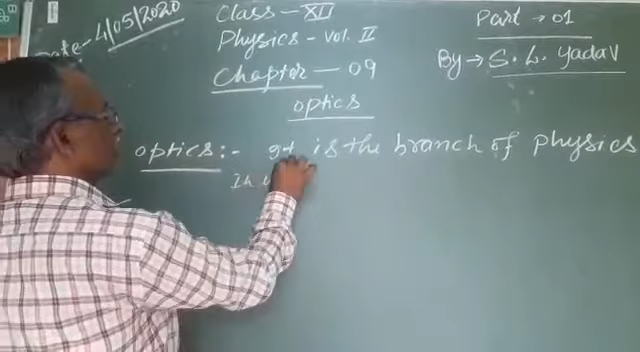 Date-4/05/2020
Class - XII
Part → 01
Physics - Vol. II
By → S. L. Yadav
Chapter - 09
optics
optics :- It is the branch of Physics
In